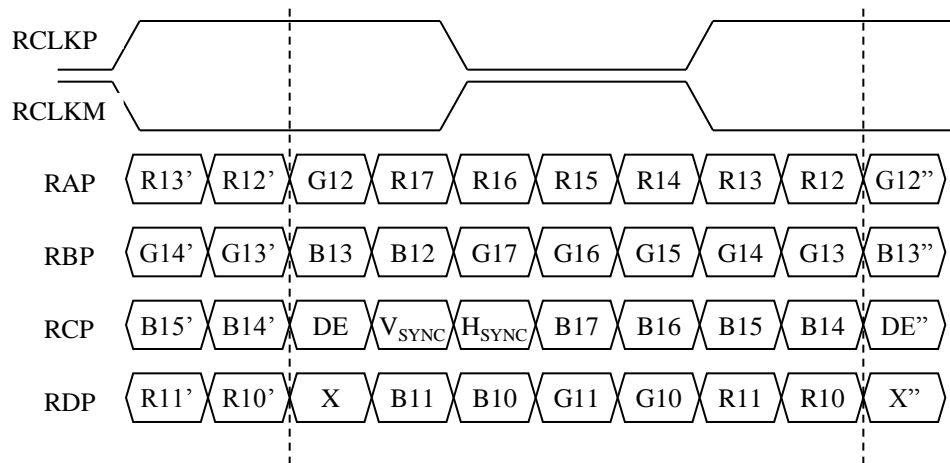 RCLKP
RCLKM
RAP R13’ R12’ G12 R17 R16 R15 R14 R13 R12 G12”
RBP G14’ G13’ B13 B12 G17 G16 G15 G14 G13 B13”
RCP B15’ B14’ DE VSYNC HSYNC B17 B16 B15 B14 DE”
RDP R11’ R10’ X B11 B10 G11 G10 R11 R10 X”